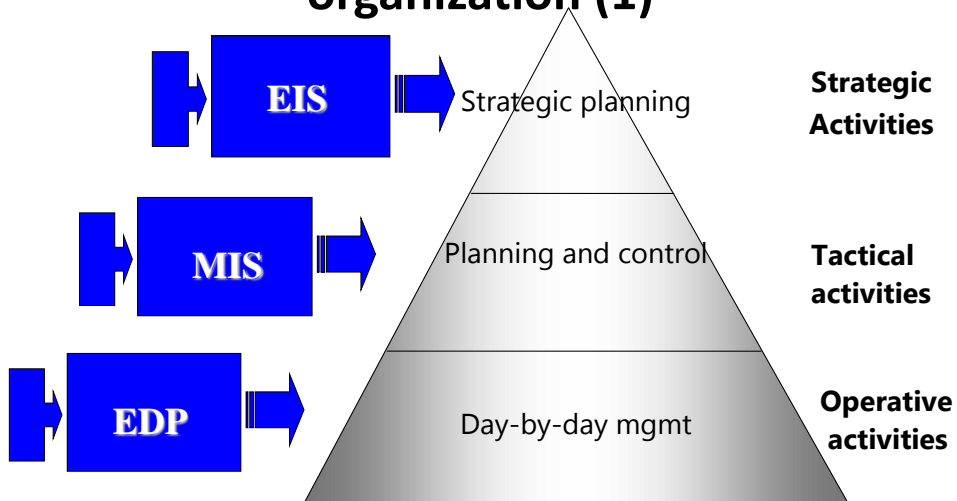 organization (1)
EIS
Strategic planning
Strategic
Activities
MIS
Planning and control
Tactical
activities
EDP
Day-by-day mgmt
Operative
activities